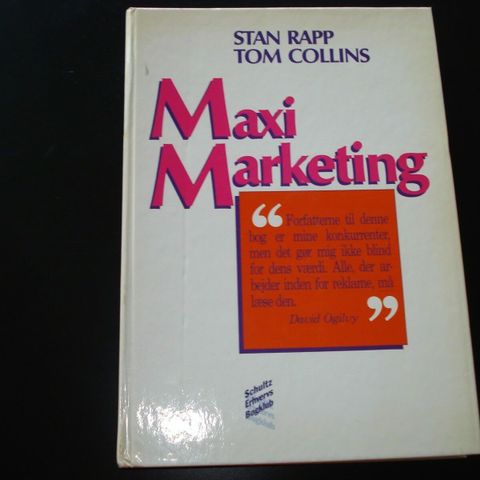 STAN RAPP
TOM COLLINS
Maxi
Marketing
“Forfatterne til denne
bog er mine konkurrenter,
men det gør mig ikke blind
for dens værdi. Alle, der ar-
bejder inden for reklame, må
læse den.
David Ogilvy”
Schultz
Erhvervs
Bogklub